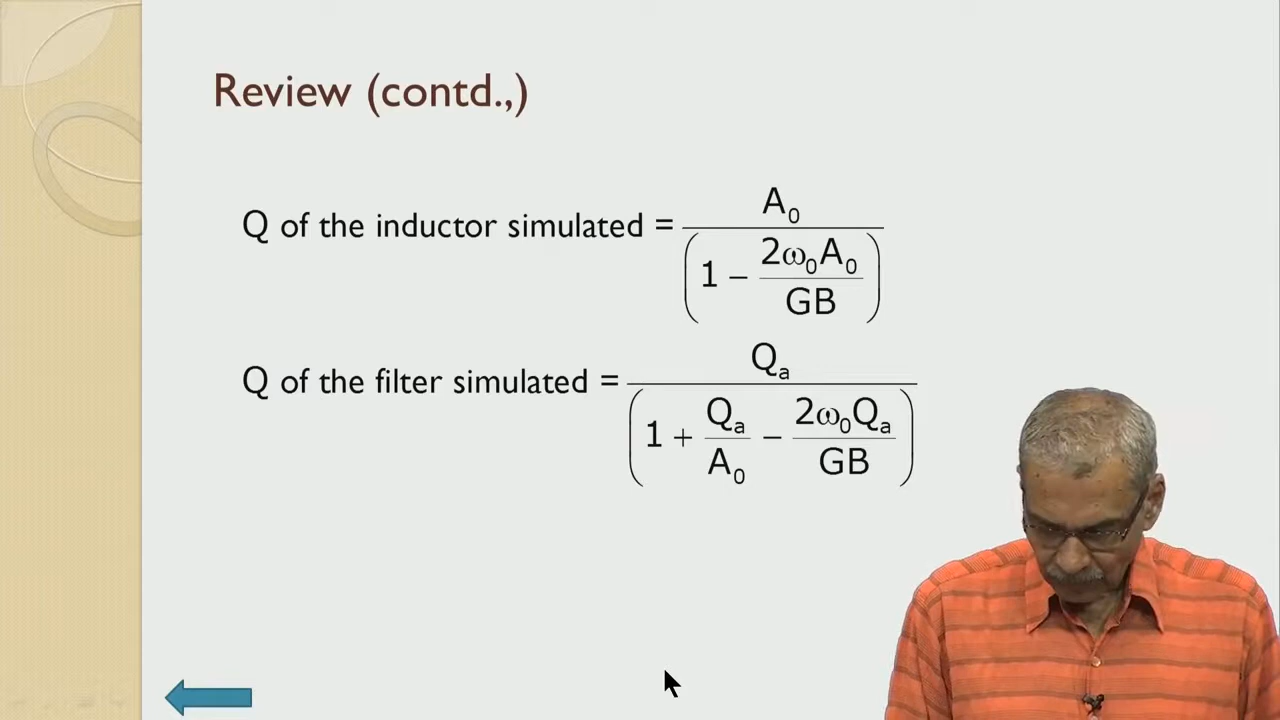 Review (contd.,)
Q of the inductor simulated = A₀ / (1 − 2ω₀A₀ / GB)
Q of the filter simulated = Qₐ / (1 + Qₐ / A₀ − 2ω₀Qₐ / GB)